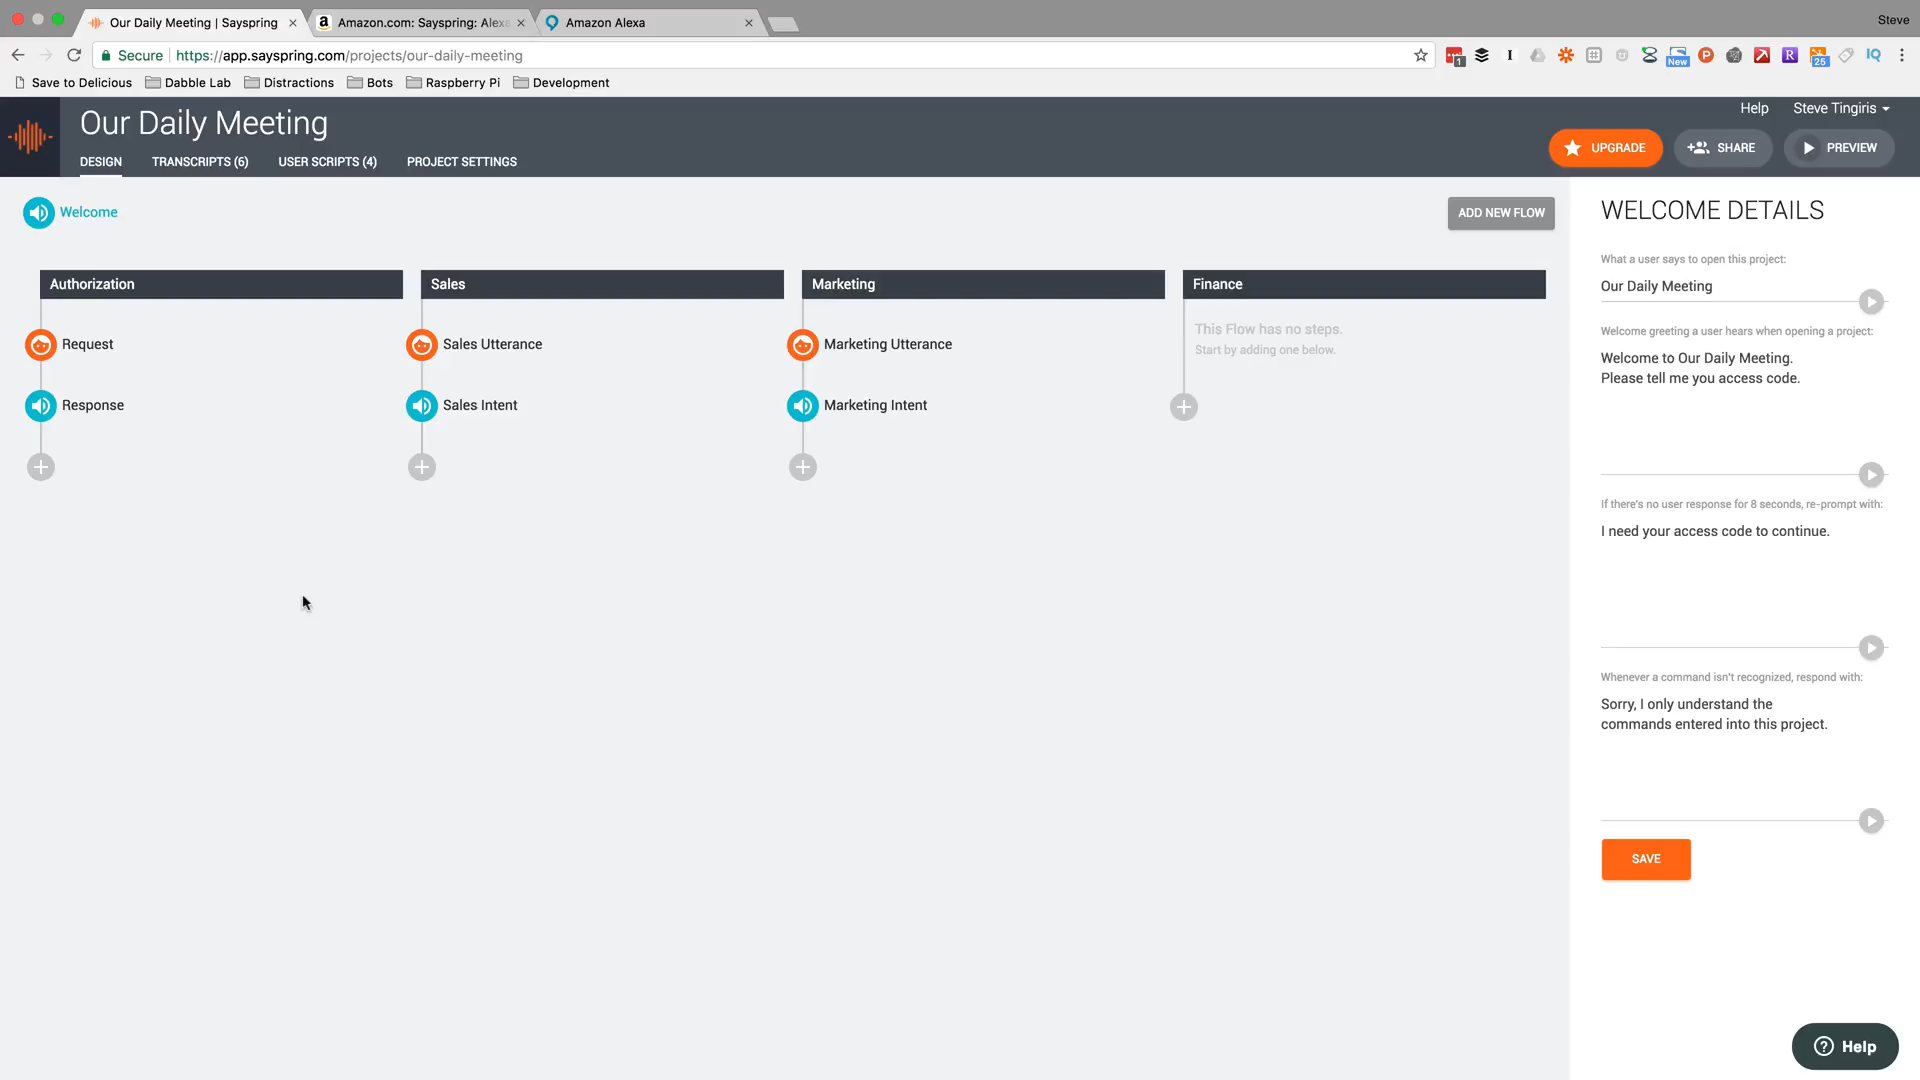 Steve
Our Daily Meeting | Sayspring
Amazon.com: Sayspring: Alexa
Amazon Alexa
Secure
https://app.sayspring.com/projects/our-daily-meeting
1
New
25
Save to Delicious
Dabble Lab
Distractions
Bots
Raspberry Pi
Development
Our Daily Meeting
Help
Steve Tingiris
DESIGN
TRANSCRIPTS (6)
USER SCRIPTS (4)
PROJECT SETTINGS
UPGRADE
SHARE
PREVIEW
Welcome
ADD NEW FLOW
Authorization
Request
Response
Sales
Sales Utterance
Sales Intent
Marketing
Marketing Utterance
Marketing Intent
Finance
This Flow has no steps.
Start by adding one below.
WELCOME DETAILS
What a user says to open this project:
Our Daily Meeting
Welcome greeting a user hears when opening a project:
Welcome to Our Daily Meeting.
Please tell me you access code.
If there's no user response for 8 seconds, re-prompt with:
I need your access code to continue.
Whenever a command isn't recognized, respond with:
Sorry, I only understand the
commands entered into this project.
SAVE
Help